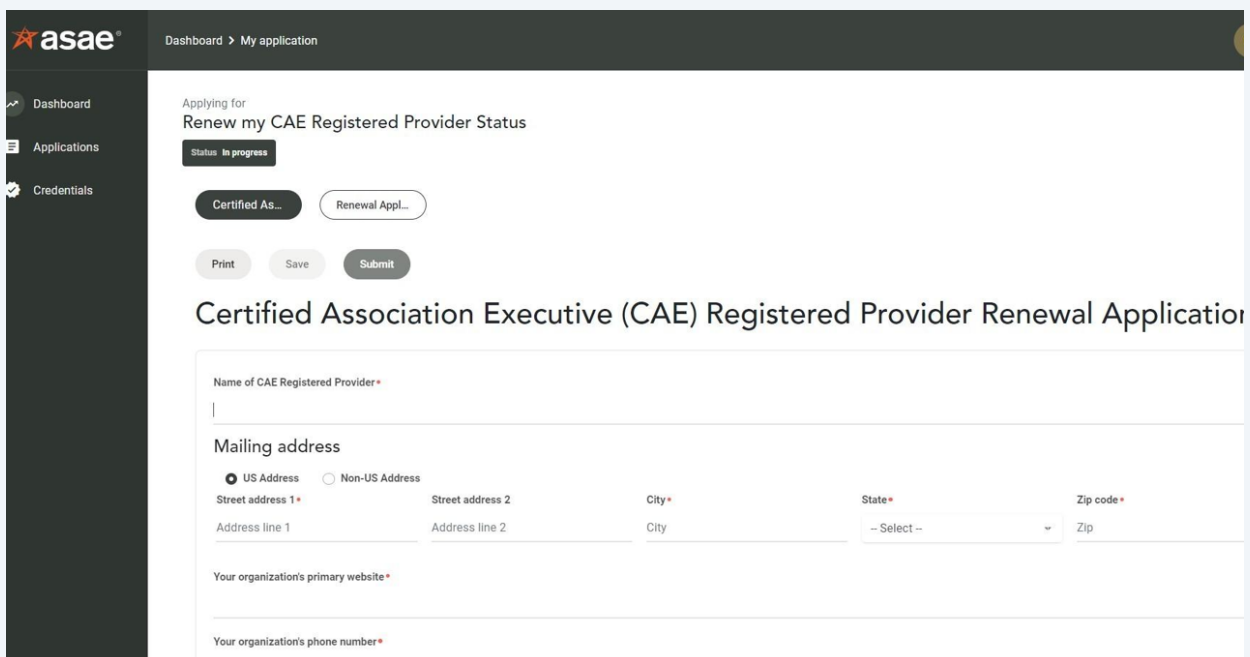 asae
Dashboard > My application
Dashboard
Applications
Credentials
Applying for
Renew my CAE Registered Provider Status
Status In progress
Certified As...
Renewal Appl...
Print
Save
Submit
Certified Association Executive (CAE) Registered Provider Renewal Application
Name of CAE Registered Provider*
Mailing address
US Address
Non-US Address
Street address 1* Street address 2 City* State* Zip code*
Address line 1 Address line 2 City -- Select -- Zip
Your organization's primary website*
Your organization's phone number*